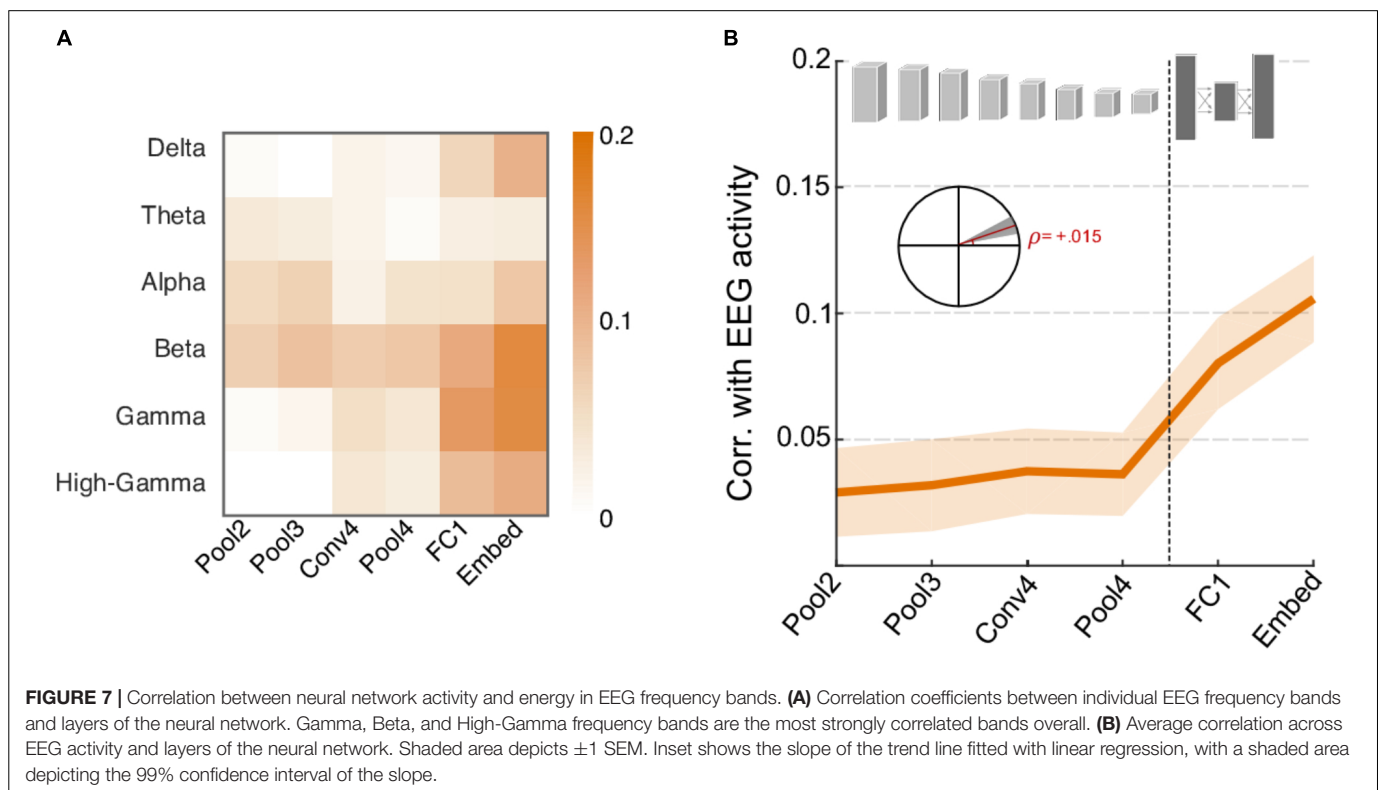 A
Delta
Theta
Alpha
Beta
Gamma
High-Gamma
Pool2
Pool3
Conv4
Pool4
FC1
Embed
0.2
0.1
0
B
Corr. with EEG activity
0.2
0.15
0.1
0.05
ρ= +.015
Pool2
Pool3
Conv4
Pool4
FC1
Embed
FIGURE 7 | Correlation between neural network activity and energy in EEG frequency bands. (A) Correlation coefficients between individual EEG frequency bands
and layers of the neural network. Gamma, Beta, and High-Gamma frequency bands are the most strongly correlated bands overall. (B) Average correlation across
EEG activity and layers of the neural network. Shaded area depicts ±1 SEM. Inset shows the slope of the trend line fitted with linear regression, with a shaded area
depicting the 99% confidence interval of the slope.